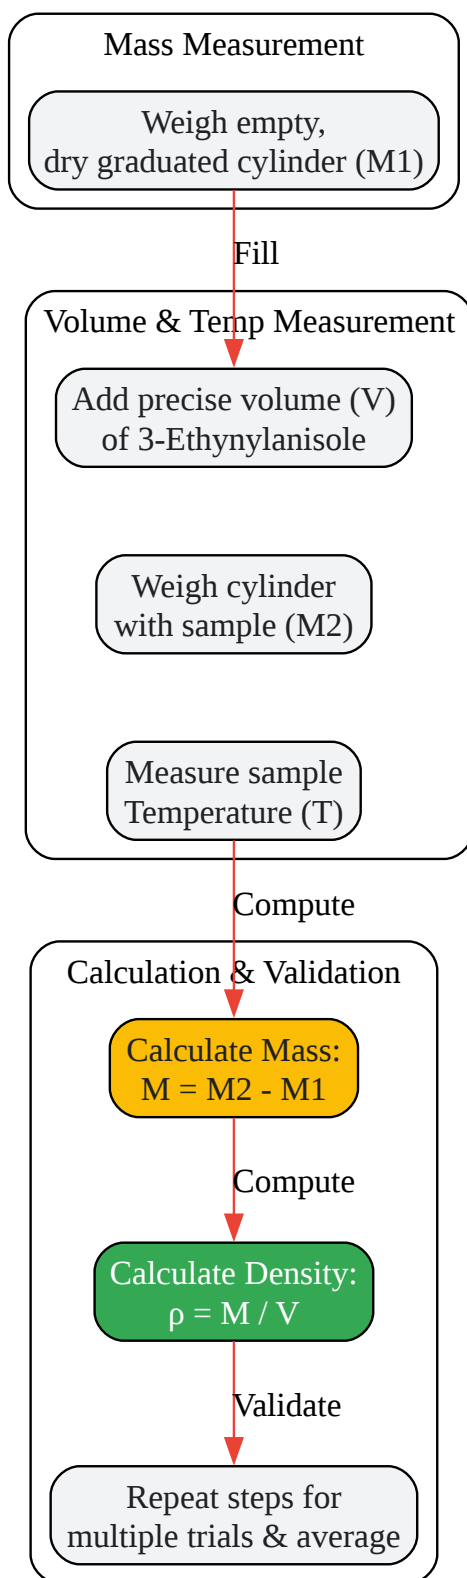 Mass Measurement
Weigh empty,
dry graduated cylinder (M1)
Fill
Volume & Temp Measurement
Add precise volume (V)
of 3-Ethynylanisole
Weigh cylinder
with sample (M2)
Measure sample
Temperature (T)
Compute
Calculation & Validation
Calculate Mass:
M = M2 - M1
Compute
Calculate Density:
ρ = M / V
Validate
Repeat steps for
multiple trials & average